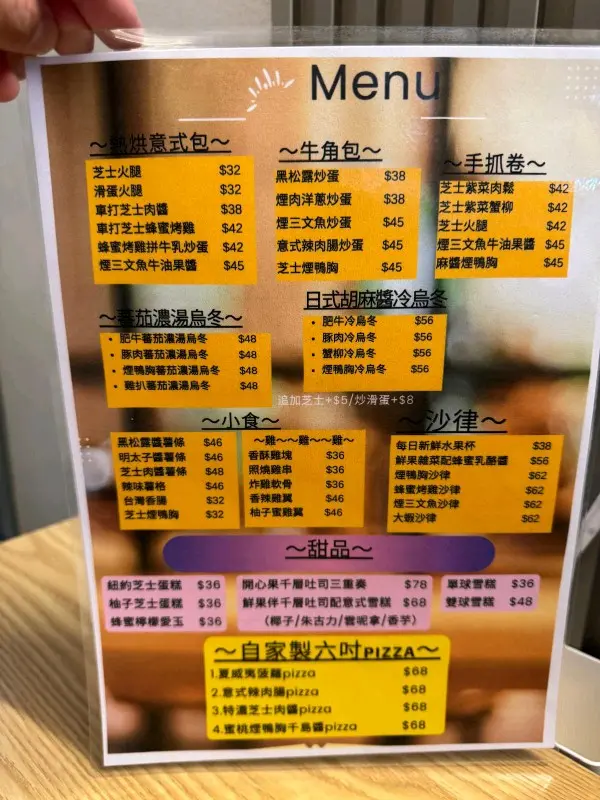 Menu
～熱烘意式包～
芝士火腿 $32
滑蛋火腿 $32
車打芝士肉醬 $38
車打芝士蜂蜜烤雞 $42
蜂蜜烤雞拼牛乳炒蛋 $42
煙三文魚牛油果醬 $45
～牛角包～
黑松露炒蛋 $38
煙肉洋蔥炒蛋 $38
煙三文魚炒蛋 $45
意式辣肉腸炒蛋 $45
芝士煙鴨胸 $45
～手抓卷～
芝士紫菜肉鬆 $42
芝士紫菜蟹柳 $42
芝士火腿 $42
煙三文魚牛油果醬 $45
麻醬煙鴨胸 $45
～蕃茄濃湯烏冬～
• 肥牛蕃茄濃湯烏冬 $48
• 豚肉蕃茄濃湯烏冬 $48
• 煙鴨胸蕃茄濃湯烏冬 $48
• 雞扒蕃茄濃湯烏冬 $48
日式胡麻醬冷烏冬
• 肥牛冷烏冬 $56
• 豚肉冷烏冬 $56
• 蟹柳冷烏冬 $56
• 煙鴨胸冷烏冬 $56
追加芝士+$5/炒滑蛋+$8
～小食～
黑松露醬薯條 $46
明太子醬薯條 $46
芝士肉醬薯條 $48
辣味薯格 $46
台灣香腸 $32
芝士煙鴨胸 $32
～雞～～雞～～雞～
香酥雞塊 $36
照燒雞串 $36
炸雞軟骨 $36
香辣雞翼 $46
柚子蜜雞翼 $46
～沙律～
每日新鮮水果杯 $38
鮮果雜菜配蜂蜜乳酪醬 $56
煙鴨胸沙律 $62
蜂蜜烤雞沙律 $62
煙三文魚沙律 $62
大蝦沙律 $62
～甜品～
紐約芝士蛋糕 $36
柚子芝士蛋糕 $36
蜂蜜檸檬愛玉 $36
開心果千層吐司三重奏 $78
鮮果伴千層吐司配意式雪糕 $68
（椰子/朱古力/雲呢拿/香芋）
單球雪糕 $36
雙球雪糕 $48
～自家製六吋PIZZA～
1.夏威夷菠蘿pizza $68
2.意式辣肉腸pizza $68
3.特濃芝士肉醬pizza $68
4.蜜桃煙鴨胸千島醬pizza $68